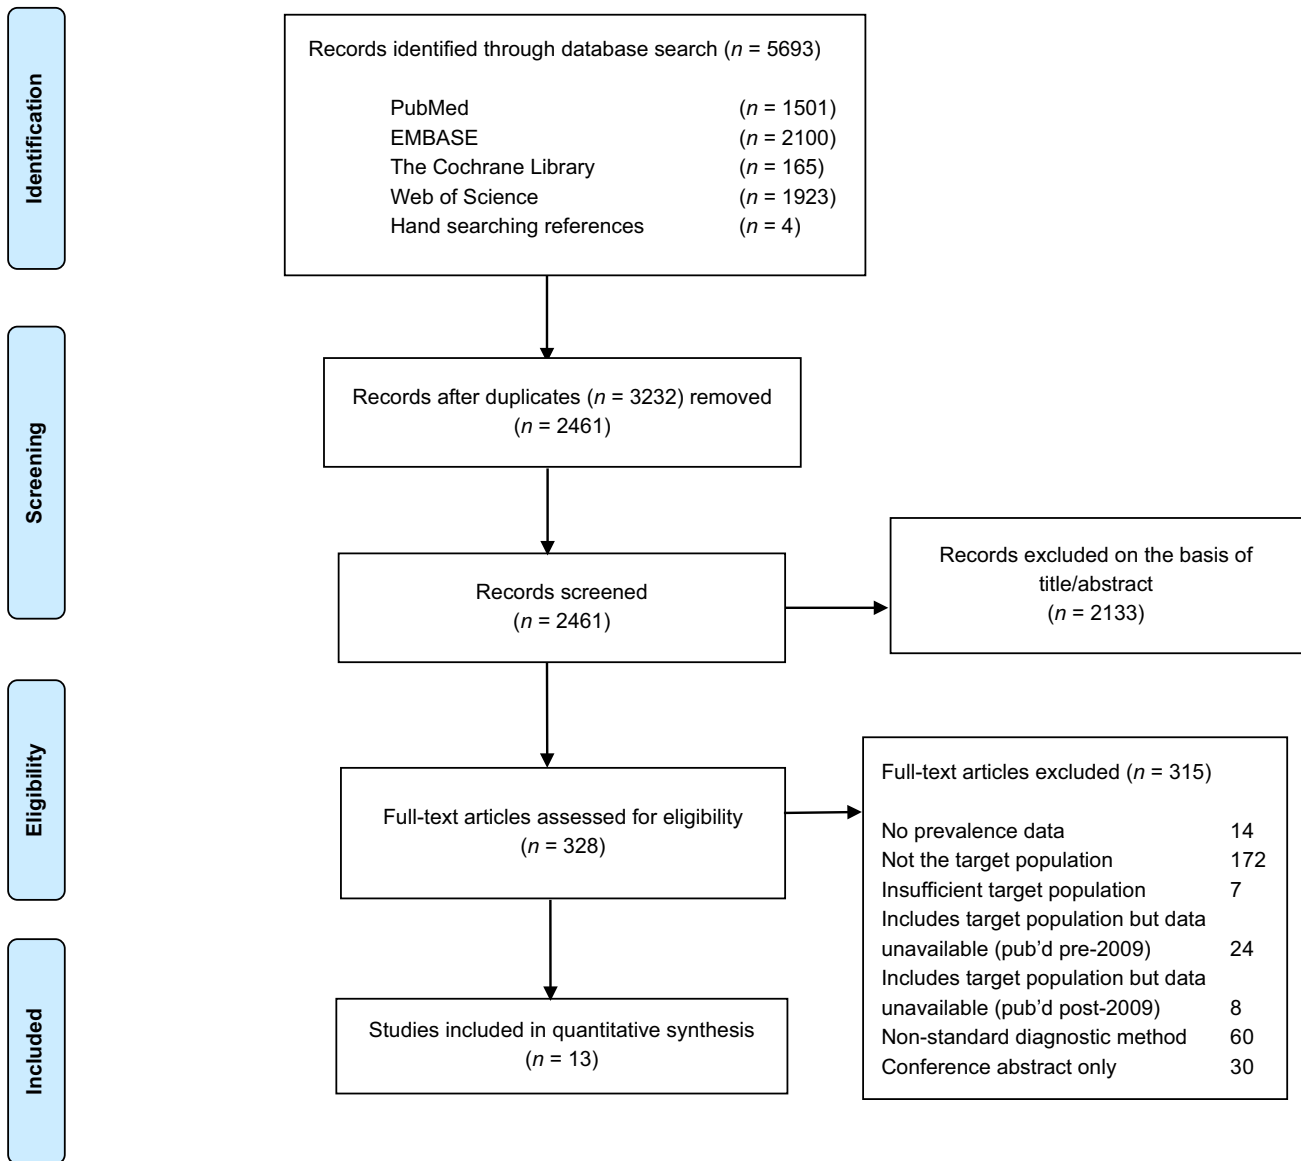 Identification
Records identified through database search (n = 5693)
PubMed (n = 1501)
EMBASE (n = 2100)
The Cochrane Library (n = 165)
Web of Science (n = 1923)
Hand searching references (n = 4)
Screening
Records after duplicates (n = 3232) removed
(n = 2461)
Records screened
(n = 2461)
Records excluded on the basis of
title/abstract
(n = 2133)
Eligibility
Full-text articles assessed for eligibility
(n = 328)
Full-text articles excluded (n = 315)
No prevalence data 14
Not the target population 172
Insufficient target population 7
Includes target population but data
unavailable (pub’d pre-2009) 24
Includes target population but data
unavailable (pub’d post-2009) 8
Non-standard diagnostic method 60
Conference abstract only 30
Included
Studies included in quantitative synthesis
(n = 13)